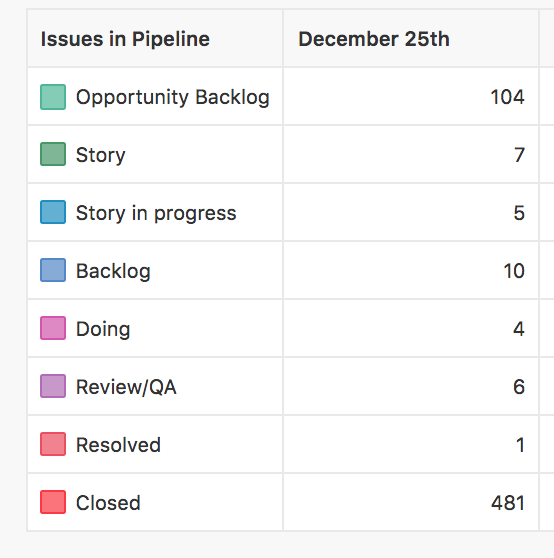 Issues in Pipeline December 25th
Opportunity Backlog 104
Story 7
Story in progress 5
Backlog 10
Doing 4
Review/QA 6
Resolved 1
Closed 481